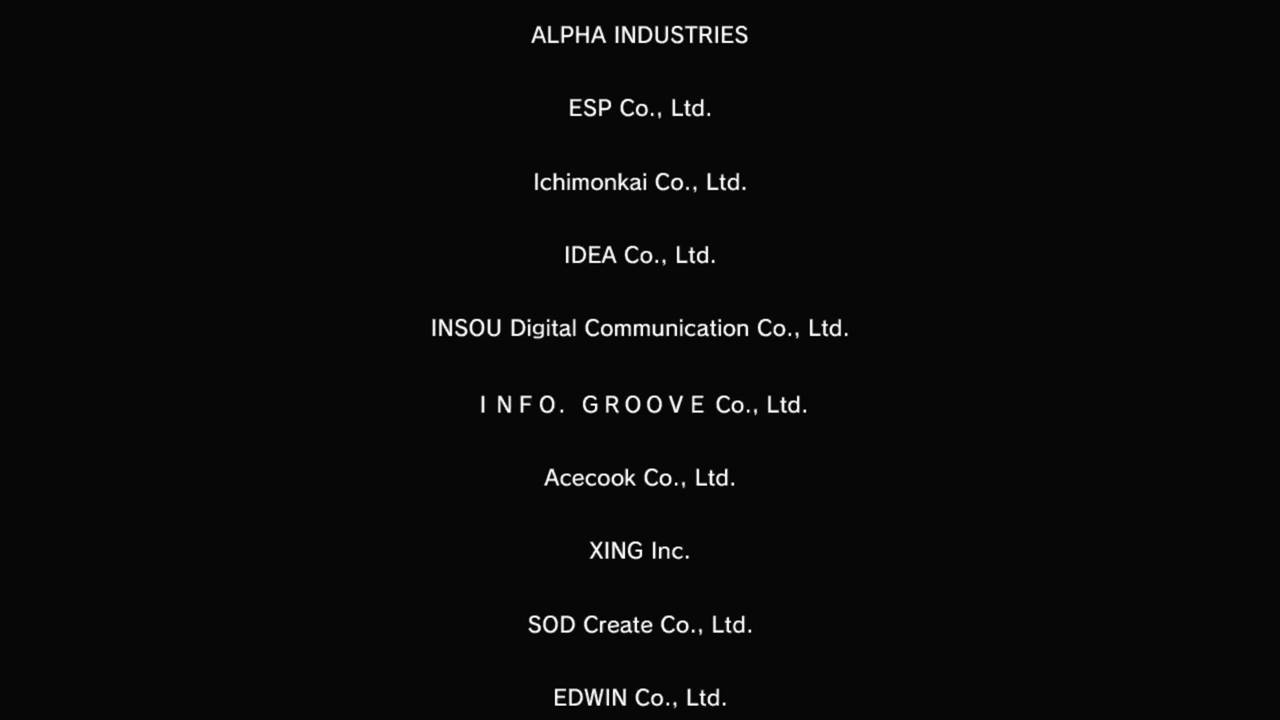 ALPHA INDUSTRIES
ESP Co., Ltd.
Ichimonkai Co., Ltd.
IDEA Co., Ltd.
INSOU Digital Communication Co., Ltd.
I N F O .  G R O O V E Co., Ltd.
Acecook Co., Ltd.
XING Inc.
SOD Create Co., Ltd.
EDWIN Co., Ltd.